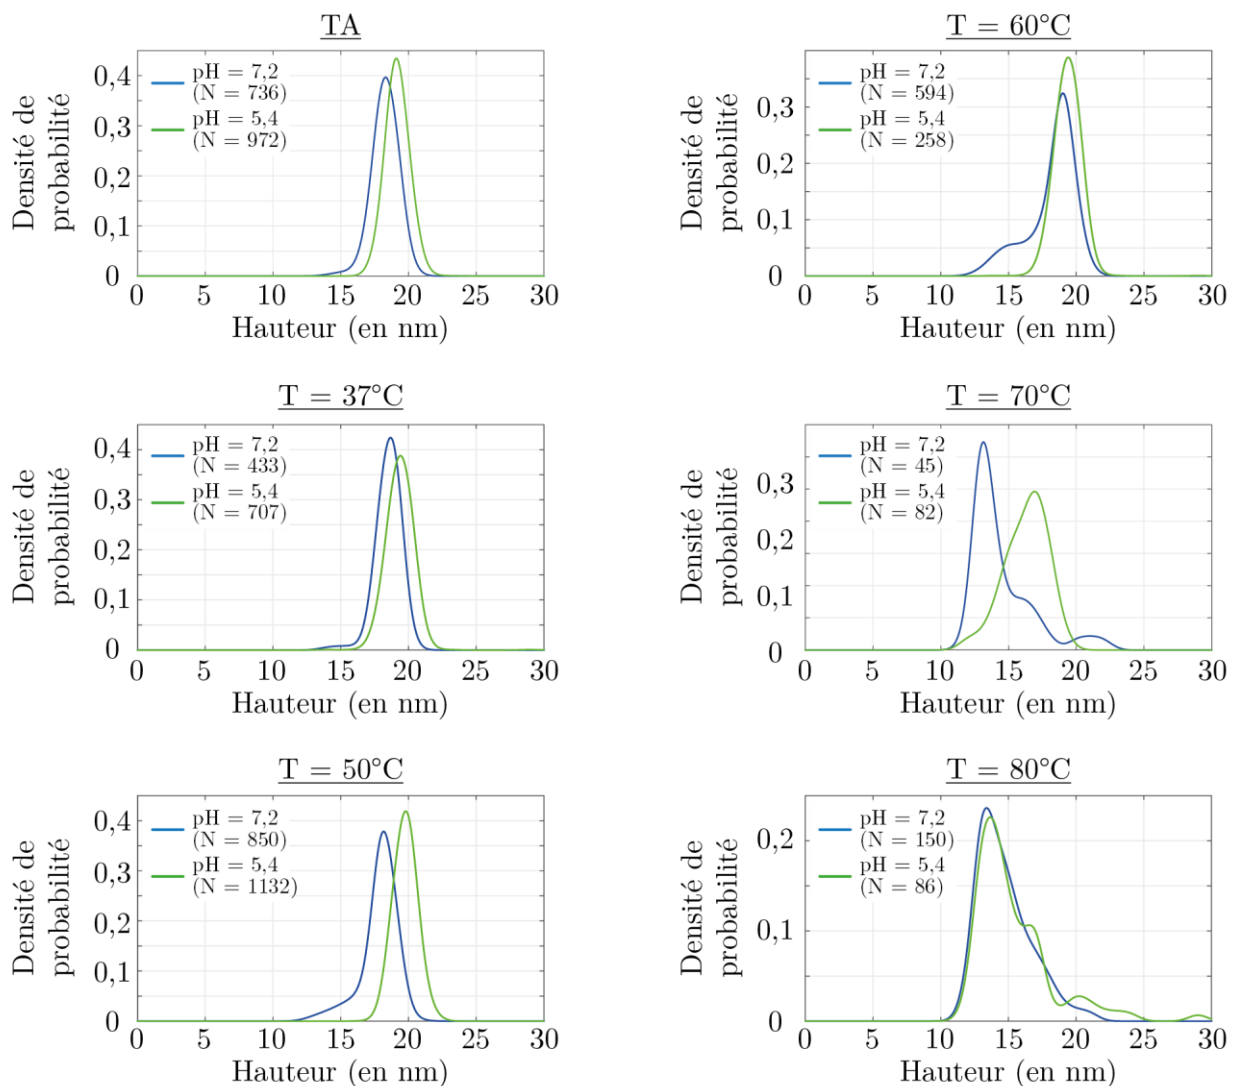 TA
Densité de
probabilité
pH = 7,2
(N = 736)
pH = 5,4
(N = 972)
0,4
0,3
0,2
0,1
0
0 5 10 15 20 25 30
Hauteur (en nm)
T = 60°C
Densité de
probabilité
pH = 7,2
(N = 594)
pH = 5,4
(N = 258)
0,3
0,2
0,1
0
0 5 10 15 20 25 30
Hauteur (en nm)
T = 37°C
Densité de
probabilité
pH = 7,2
(N = 433)
pH = 5,4
(N = 707)
0,4
0,3
0,2
0,1
0
0 5 10 15 20 25 30
Hauteur (en nm)
T = 70°C
Densité de
probabilité
pH = 7,2
(N = 45)
pH = 5,4
(N = 82)
0,3
0,2
0,1
0
0 5 10 15 20 25 30
Hauteur (en nm)
T = 50°C
Densité de
probabilité
pH = 7,2
(N = 850)
pH = 5,4
(N = 1132)
0,4
0,3
0,2
0,1
0
0 5 10 15 20 25 30
Hauteur (en nm)
T = 80°C
Densité de
probabilité
pH = 7,2
(N = 150)
pH = 5,4
(N = 86)
0,2
0,1
0
0 5 10 15 20 25 30
Hauteur (en nm)